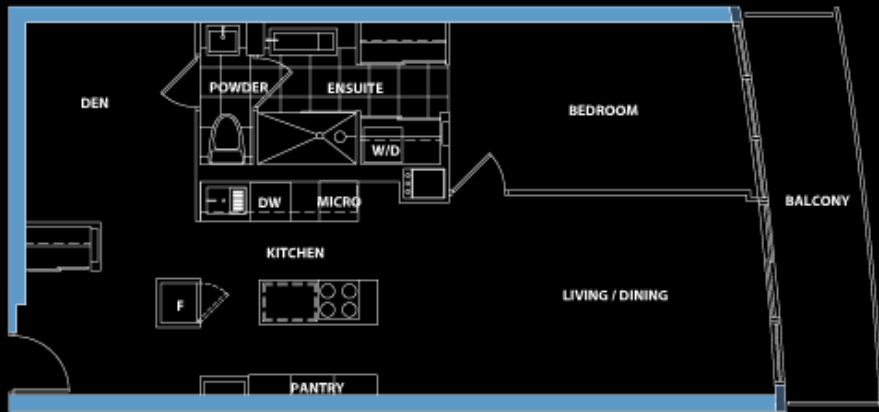 POWDER
ENSUITE
DEN
BEDROOM
W/D
DW
MICRO
BALCONY
KITCHEN
LIVING / DINING
F
PANTRY